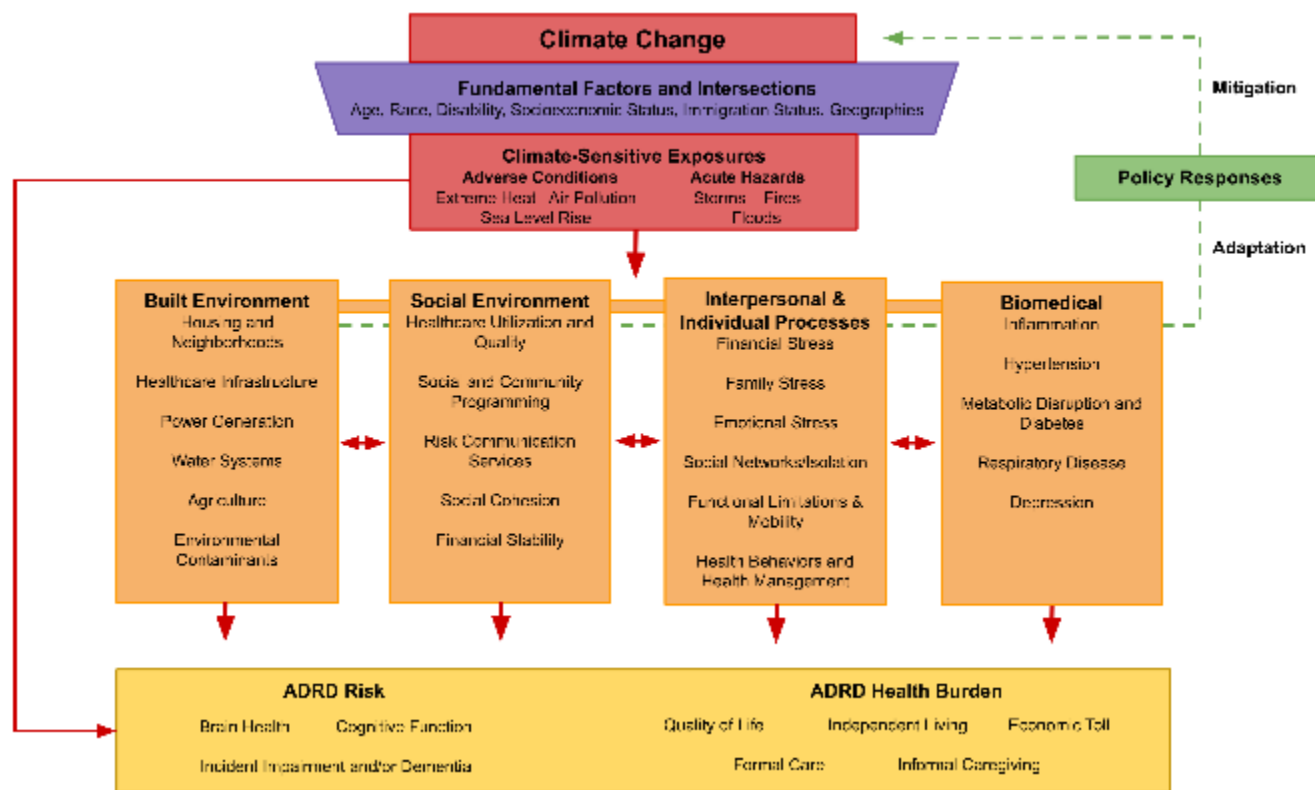 Climate Change
Fundamental Factors and Intersections
Age, Race, Disability, Socioeconomic Status, Immigration Status, Geographies
Climate-Sensitive Exposures
Adverse Conditions
Extreme Heat Air Pollution
Sea Level Rise
Acute Hazards
Storms Fires
Floods
Mitigation
Policy Responses
Adaptation
Built Environment
Housing and
Neighborhoods
Healthcare Infrastructure
Power Generation
Water Systems
Agriculture
Environmental
Contaminants
Social Environment
Healthcare Utilization and
Quality
Social and Community
Programming
Risk Communication
Services
Social Cohesion
Financial Stability
Interpersonal &
Individual Processes
Financial Stress
Family Stress
Emotional Stress
Social Networks/Isolation
Functional Limitations &
Mobility
Health Behaviors and
Health Management
Biomedical
Inflammation
Hypertension
Metabolic Disruption and
Diabetes
Respiratory Disease
Depression
ADRD Risk
Brain Health Cognitive Function
Incident Impairment and/or Dementia
ADRD Health Burden
Quality of Life Independent Living Economic Toll
Formal Care Informal Caregiving